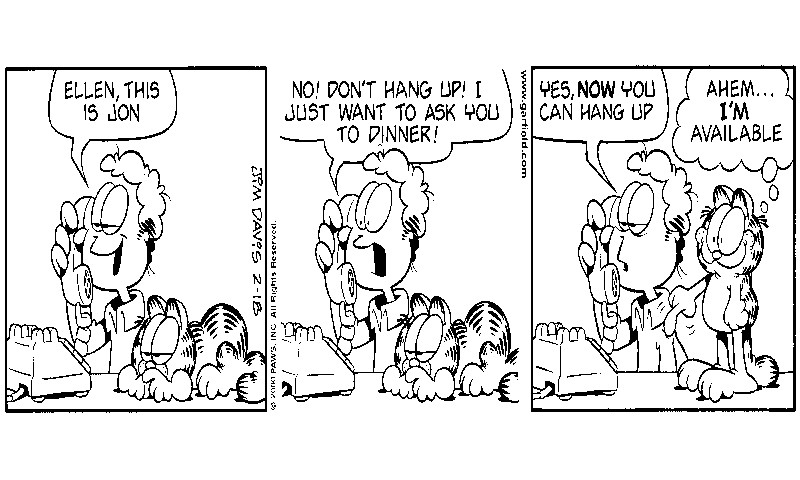 ELLEN, THIS
IS JON
JIM DAVIS 2-18
NO! DON'T HANG UP! I
JUST WANT TO ASK YOU
TO DINNER!
© PAWS, INC. All Rights Reserved.
www.garfield.com
YES, NOW YOU
CAN HANG UP
AHEM...
I'M
AVAILABLE